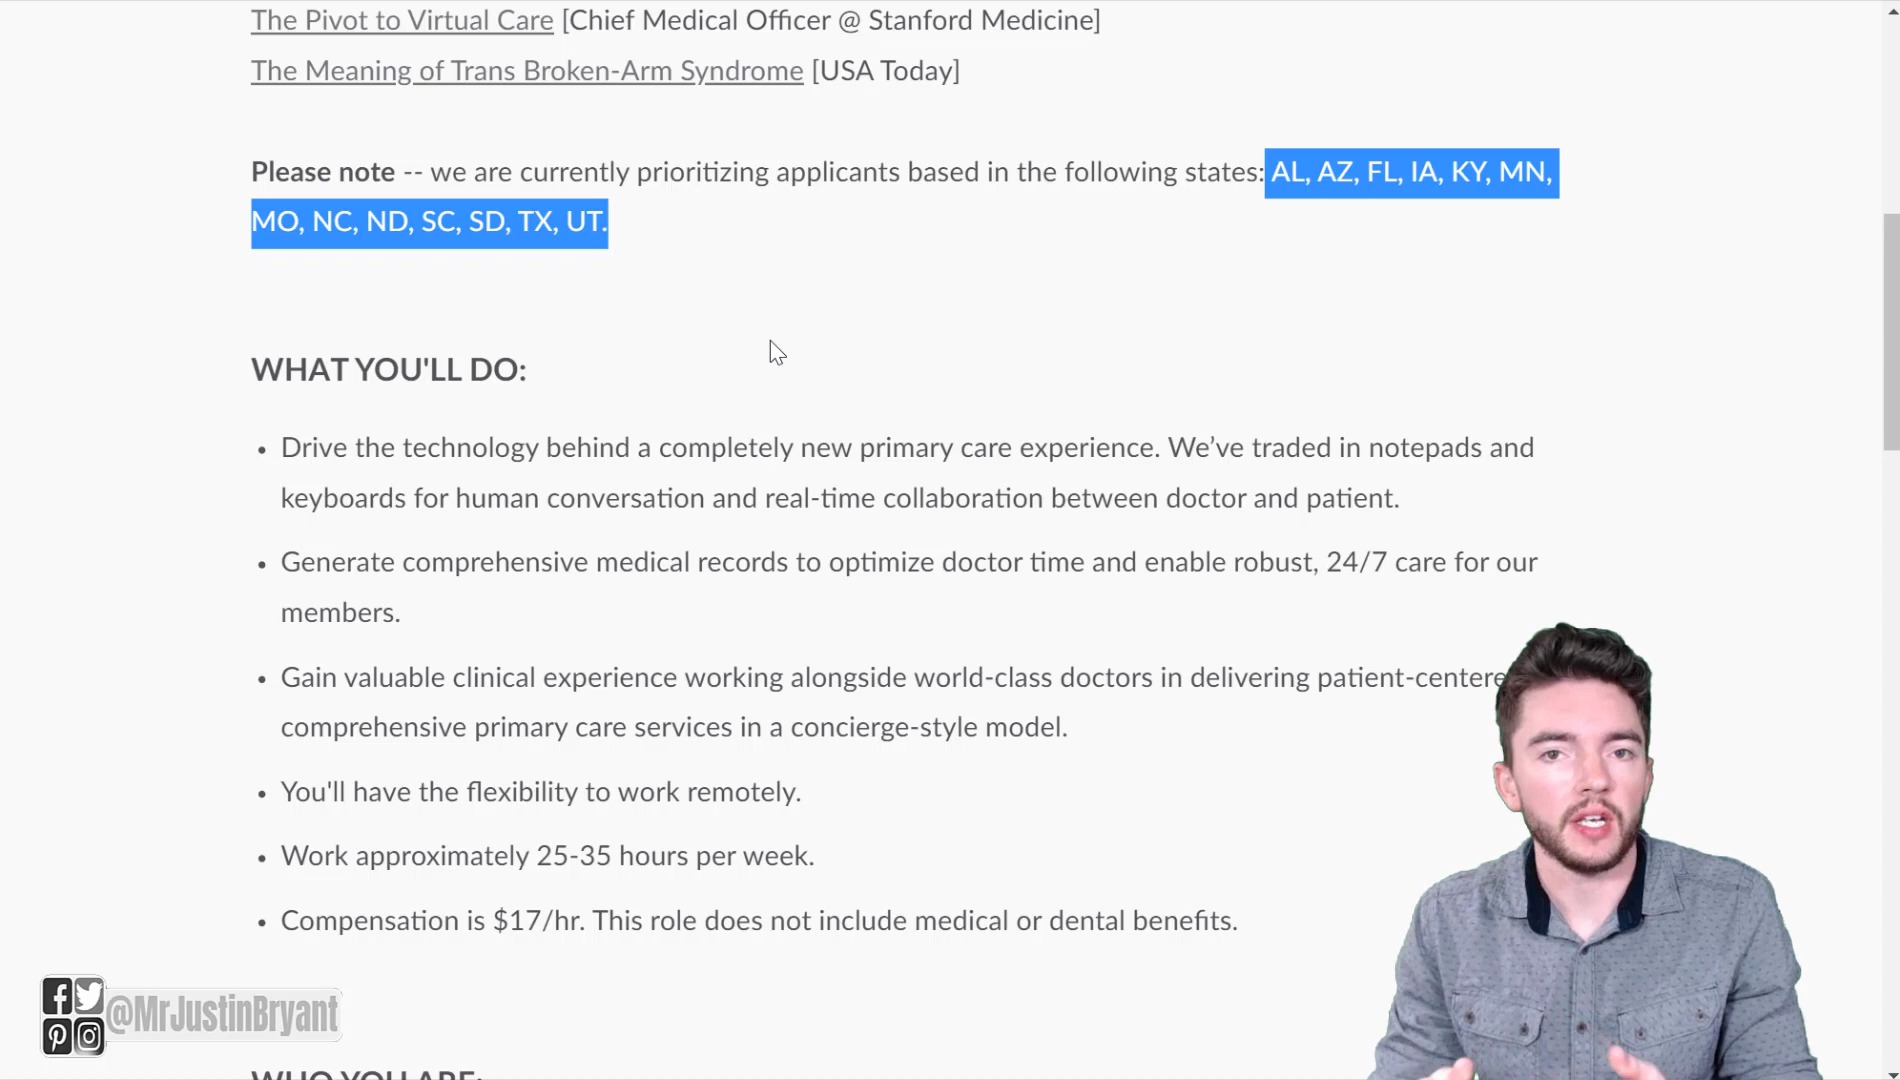 The Pivot to Virtual Care [Chief Medical Officer @ Stanford Medicine]
The Meaning of Trans Broken-Arm Syndrome [USA Today]
Please note -- we are currently prioritizing applicants based in the following states: AL, AZ, FL, IA, KY, MN,
MO, NC, ND, SC, SD, TX, UT.
WHAT YOU'LL DO:
• Drive the technology behind a completely new primary care experience. We’ve traded in notepads and
keyboards for human conversation and real-time collaboration between doctor and patient.
• Generate comprehensive medical records to optimize doctor time and enable robust, 24/7 care for our
members.
• Gain valuable clinical experience working alongside world-class doctors in delivering patient-centere
comprehensive primary care services in a concierge-style model.
• You'll have the flexibility to work remotely.
• Work approximately 25-35 hours per week.
• Compensation is $17/hr. This role does not include medical or dental benefits.
@MrJustinBryant
WHO YOU ARE: